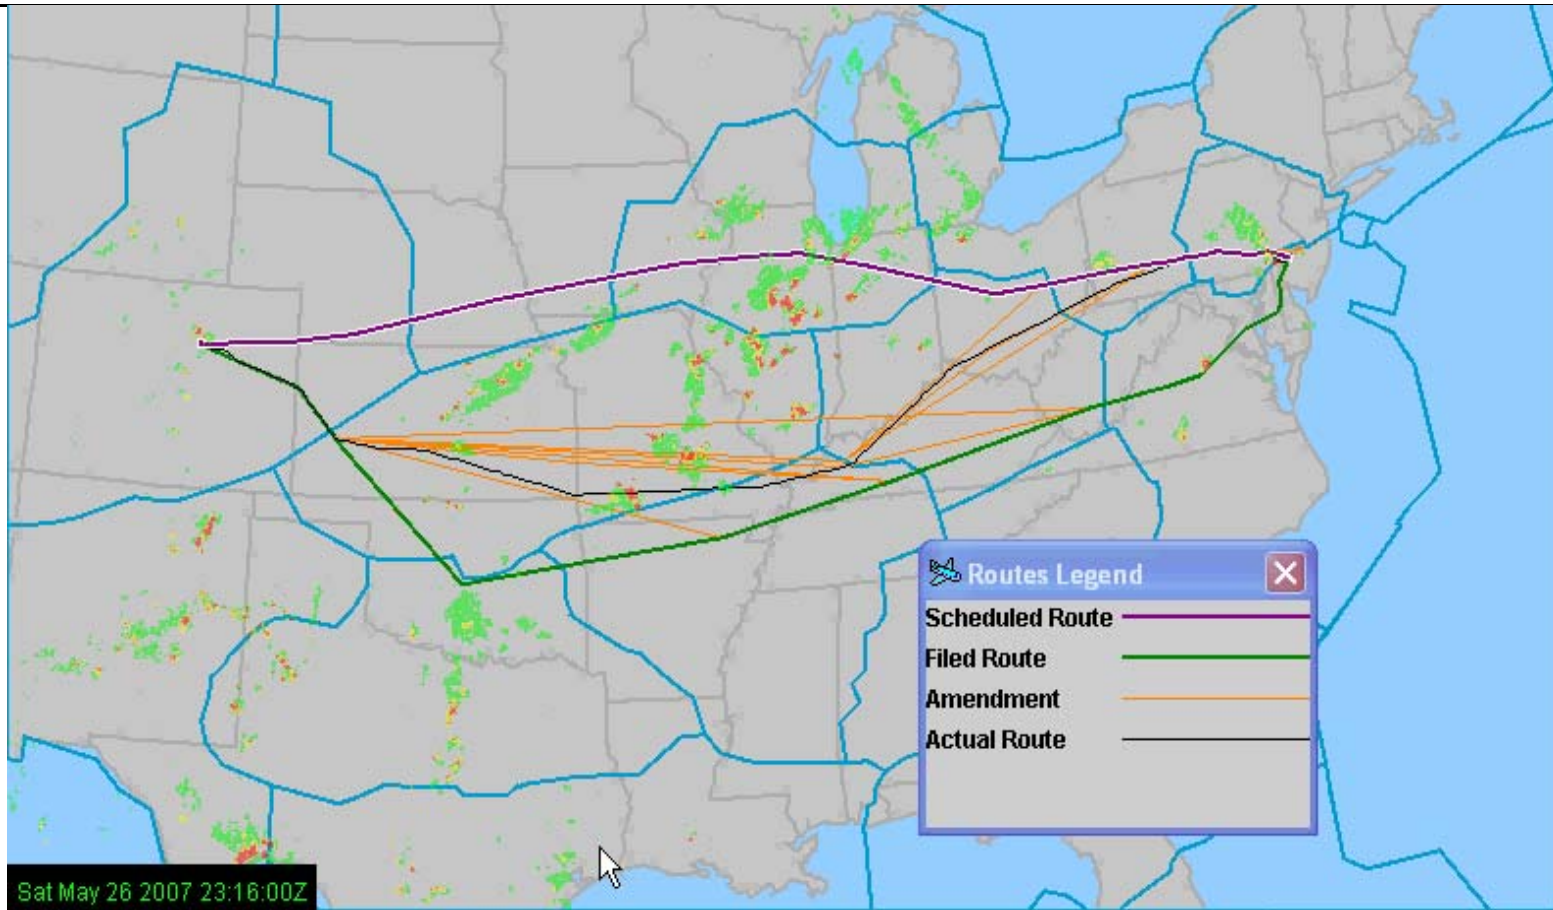 Routes Legend
Scheduled Route
Filed Route
Amendment
Actual Route
Sat May 26 2007 23:16:00Z